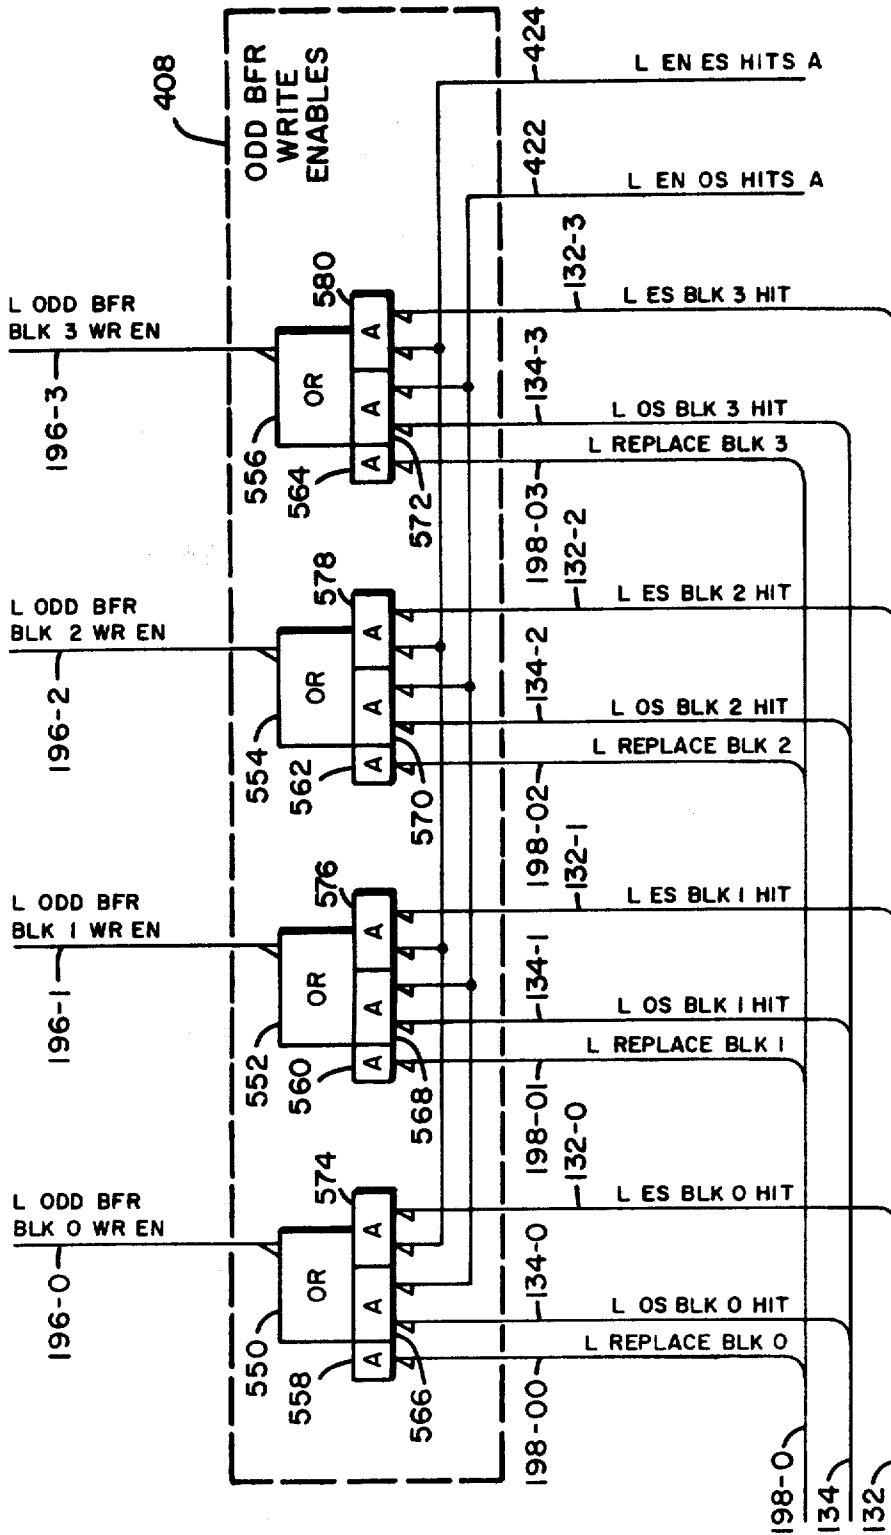 408
ODD BFR
WRITE
ENABLES
424
L EN ES HITS A
422
L EN OS HITS A
L ODD BFR
BLK 3 WR EN
196-3
556
OR
580
A
A
A
564
572
132-3
L ES BLK 3 HIT
134-3
L OS BLK 3 HIT
L REPLACE BLK 3
198-03
L ODD BFR
BLK 2 WR EN
196-2
554
OR
578
A
A
A
562
570
132-2
L ES BLK 2 HIT
134-2
L OS BLK 2 HIT
L REPLACE BLK 2
198-02
L ODD BFR
BLK 1 WR EN
196-1
552
OR
576
A
A
A
560
568
132-1
L ES BLK 1 HIT
134-1
L OS BLK 1 HIT
L REPLACE BLK 1
198-01
L ODD BFR
BLK 0 WR EN
196-0
550
OR
574
A
A
A
558
566
132-0
L ES BLK 0 HIT
134-0
L OS BLK 0 HIT
L REPLACE BLK 0
198-00
198-0
134
132